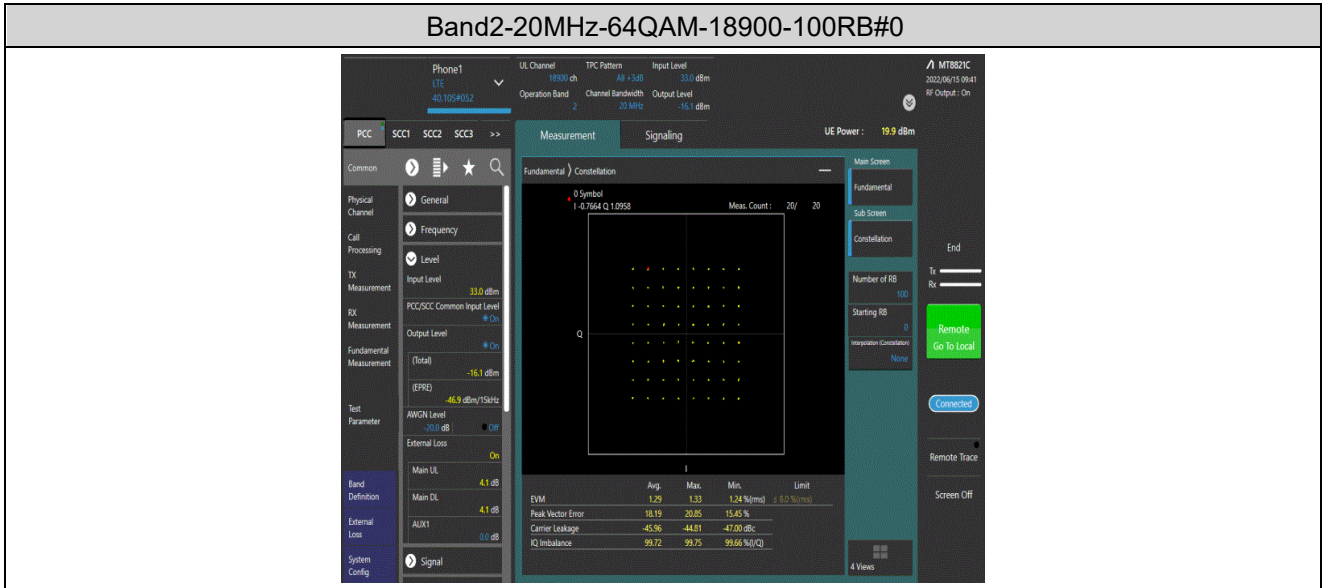 Band2-20MHz-64QAM-18900-100RB#0
Phone1
LTE
40.10S#052
UL Channel
18900 ch
TPC Pattern
All +3dB
Input Level
33.0 dBm
Operation Band
2
Channel Bandwidth
20 MHz
Output Level
-16.1 dBm
MT8821C
2022/06/15 09:41
RF Output : On
PCC SCC1 SCC2 SCC3 >>
Measurement Signaling
UE Power : 19.9 dBm
Common
Physical
Channel
Call
Processing
TX
Measurement
RX
Measurement
Fundamental
Measurement
Test
Parameter
Band
Definition
External
Loss
System
Config
General
Frequency
Level
Input Level
33.0 dBm
PCC/SCC Common Input Level
On
Output Level
On
(Total)
-16.1 dBm
(EPRE)
-46.9 dBm/15kHz
AWGN Level
-20.0 dB Off
External Loss
On
Main UL
4.1 dB
Main DL
4.1 dB
AUX1
0.0 dB
Signal
Fundamental Constellation
0 Symbol
I -0.7664 Q 1.0958
Meas. Count : 20/ 20
Q
I
Avg. Max. Min. Limit
EVM 1.29 1.33 1.24 %(rms) ≤ 8.0 %(rms)
Peak Vector Error 18.19 20.85 15.45 %
Carrier Leakage -45.96 -44.81 -47.00 dBc
IQ Imbalance 99.72 99.75 99.66 %(I/Q)
Main Screen
Fundamental
Sub Screen
Constellation
Number of RB
100
Starting RB
0
Interpolation (Constellation)
None
4 Views
End
Tx
Rx
Remote
Go To Local
Connected
Remote Trace
Screen Off